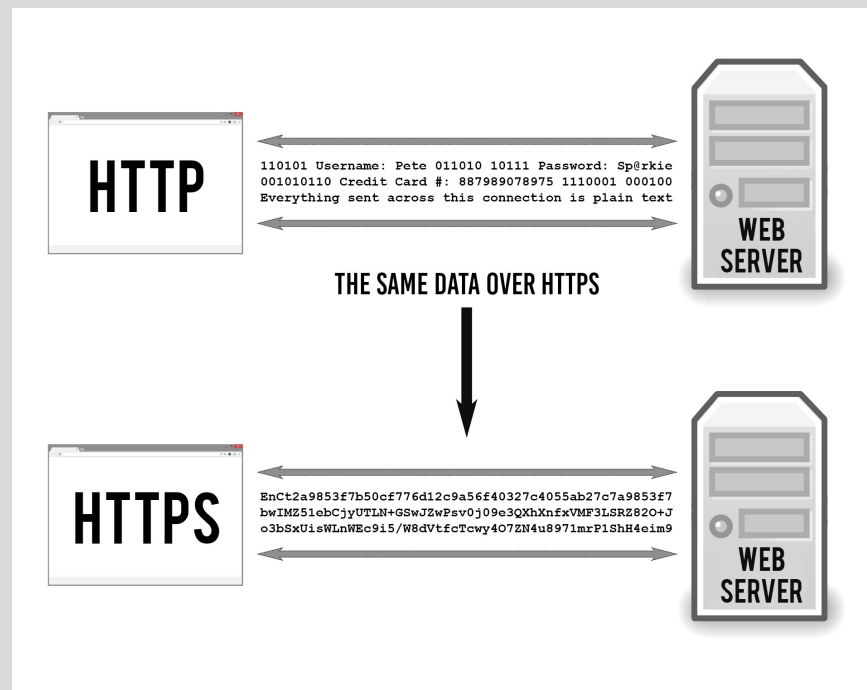 HTTP
110101 Username: Pete 011010 10111 Password: Sp@rkie
001010110 Credit Card #: 887989078975 1110001 000100
Everything sent across this connection is plain text
WEB
SERVER
THE SAME DATA OVER HTTPS
HTTPS
EnCt2a9853f7b50cf776d12c9a56f40327c4055ab27c7a9853f7
bwIMZ51ebCjyUTLN+GSwJZwPsv0j09e3QXhXnfxVMF3LSRZ82O+J
o3bSxUisWLnWEc9i5/W8dVtfcTcwy4O7ZN4u8971mrP1ShH4eim9
WEB
SERVER